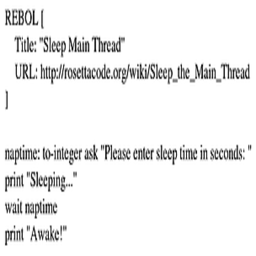 REBOL [
    Title: "Sleep Main Thread"
    URL: http://rosettacode.org/wiki/Sleep_the_Main_Thread
]

naptime: to-integer ask "Please enter sleep time in seconds: "
print "Sleeping..."
wait naptime
print "Awake!"